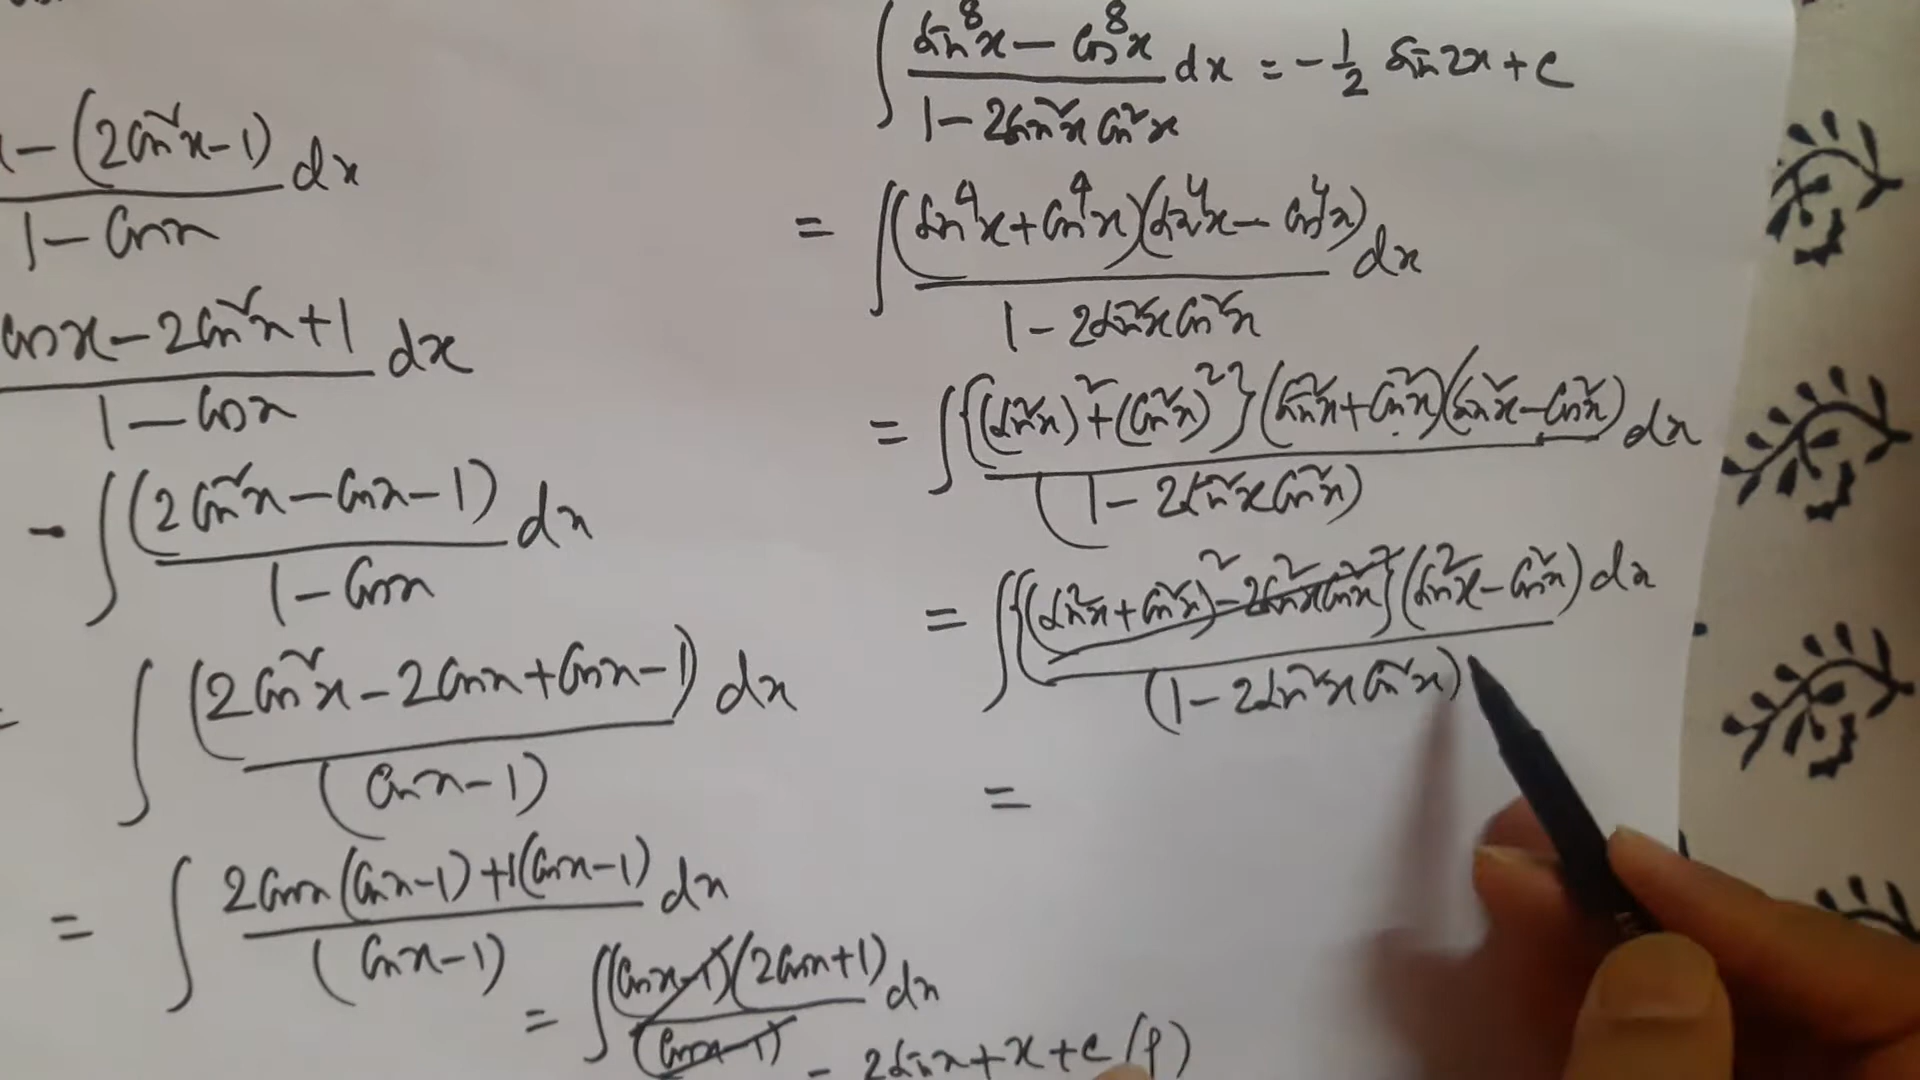 - (2cos²x-1) dx
1 - cosx
cosx - 2cos²x + 1 dx
1 - cosx
- ∫ (2cos²x - cosx - 1) dx
1 - cosx
∫ (2cos²x - 2cosx + cosx - 1) dx
(cosx - 1)
= ∫ 2cosx (cosx - 1) + 1(cosx - 1) dx
(cosx - 1)
= ∫ (cosx - 1)(2cosx + 1) dx
(cosx - 1)
= 2sinx + x + c
∫ sin⁸x - cos⁸x dx = -1/2 sin2x + c
1 - 2sin²x cos²x
= ∫ (sin⁴x + cos⁴x)(sin⁴x - cos⁴x) dx
1 - 2sin²x cos²x
= ∫ {(sin²x)² + (cos²x)²} (sin²x + cos²x)(sin²x - cos²x) dx
(1 - 2sin²x cos²x)
= ∫ {(sin²x + cos²x)² - 2sin²x cos²x} (sin²x - cos²x) dx
(1 - 2sin²x cos²x)
=